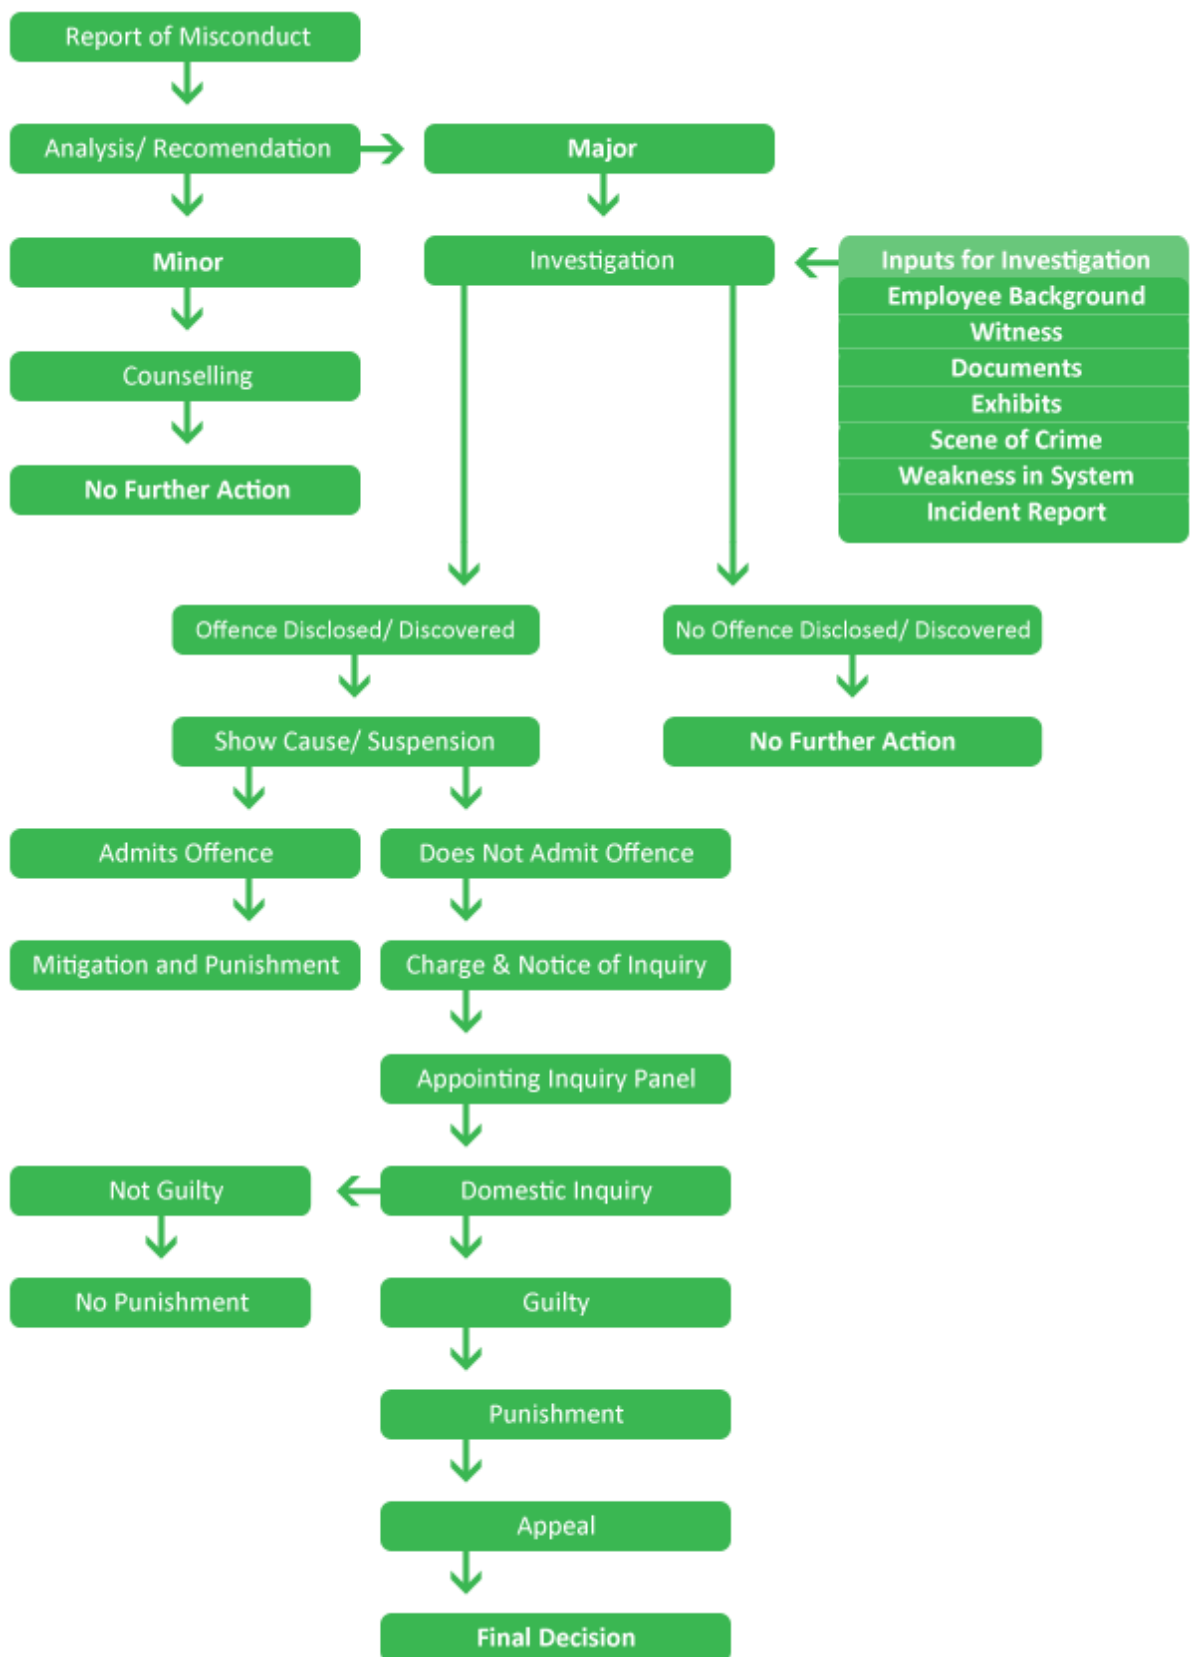 Report of Misconduct
Analysis/ Recomendation
Major
Minor
Investigation
Inputs for Investigation
Employee Background
Witness
Documents
Exhibits
Scene of Crime
Weakness in System
Incident Report
Counselling
No Further Action
Offence Disclosed/ Discovered
No Offence Disclosed/ Discovered
Show Cause/ Suspension
No Further Action
Admits Offence
Does Not Admit Offence
Mitigation and Punishment
Charge & Notice of Inquiry
Appointing Inquiry Panel
Not Guilty
Domestic Inquiry
No Punishment
Guilty
Punishment
Appeal
Final Decision